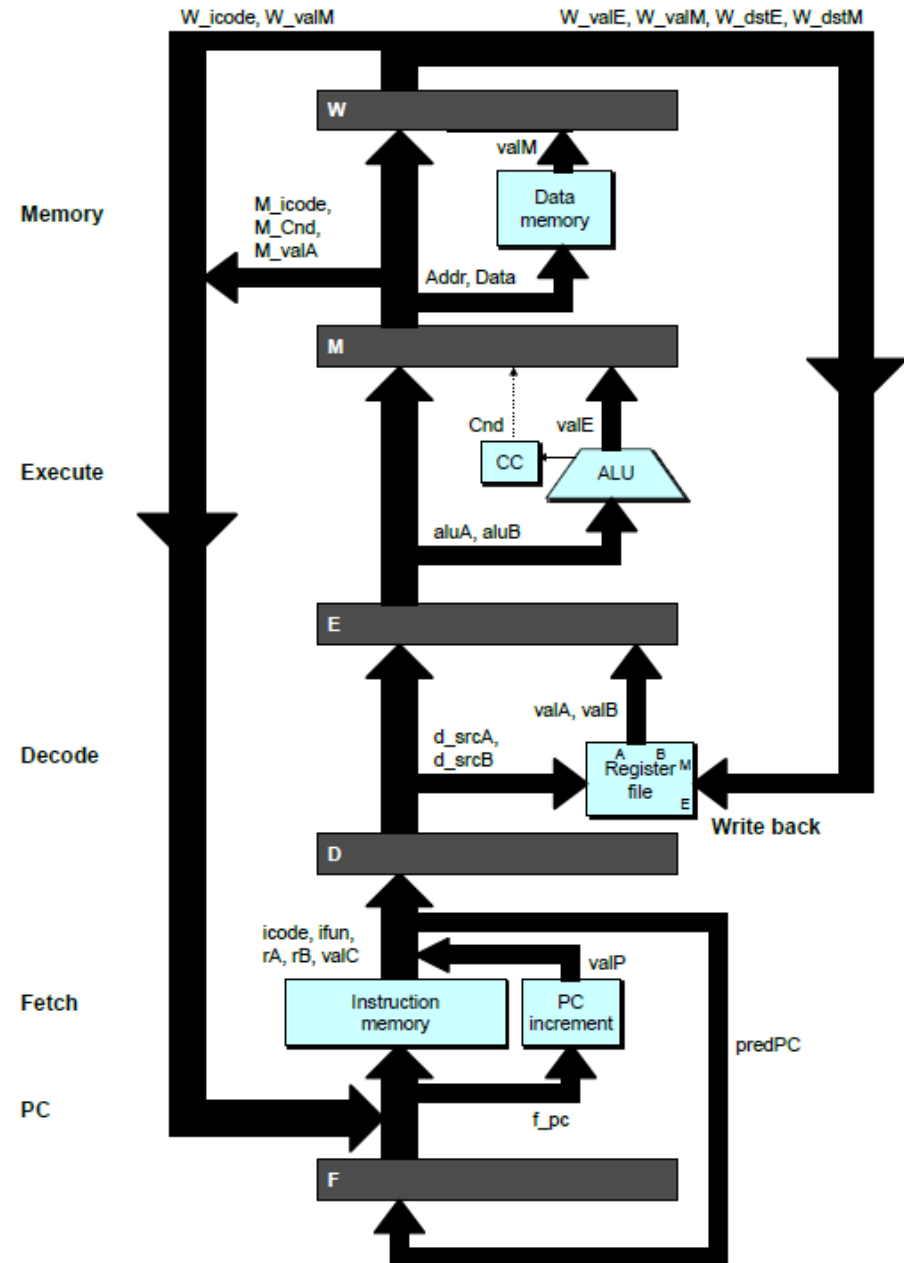 W_icode, W_valM
W_valE, W_valM, W_dstE, W_dstM
W
valM
Memory
Data
memory
M_icode,
M_Cnd,
M_valA
Addr, Data
M
Cnd
valE
Execute
CC
ALU
aluA, aluB
E
valA, valB
Decode
d_srcA,
d_srcB
A B
Register
M
file
E
Write back
D
icode, ifun,
rA, rB, valC
valP
Fetch
Instruction
memory
PC
increment
predPC
PC
f_pc
F